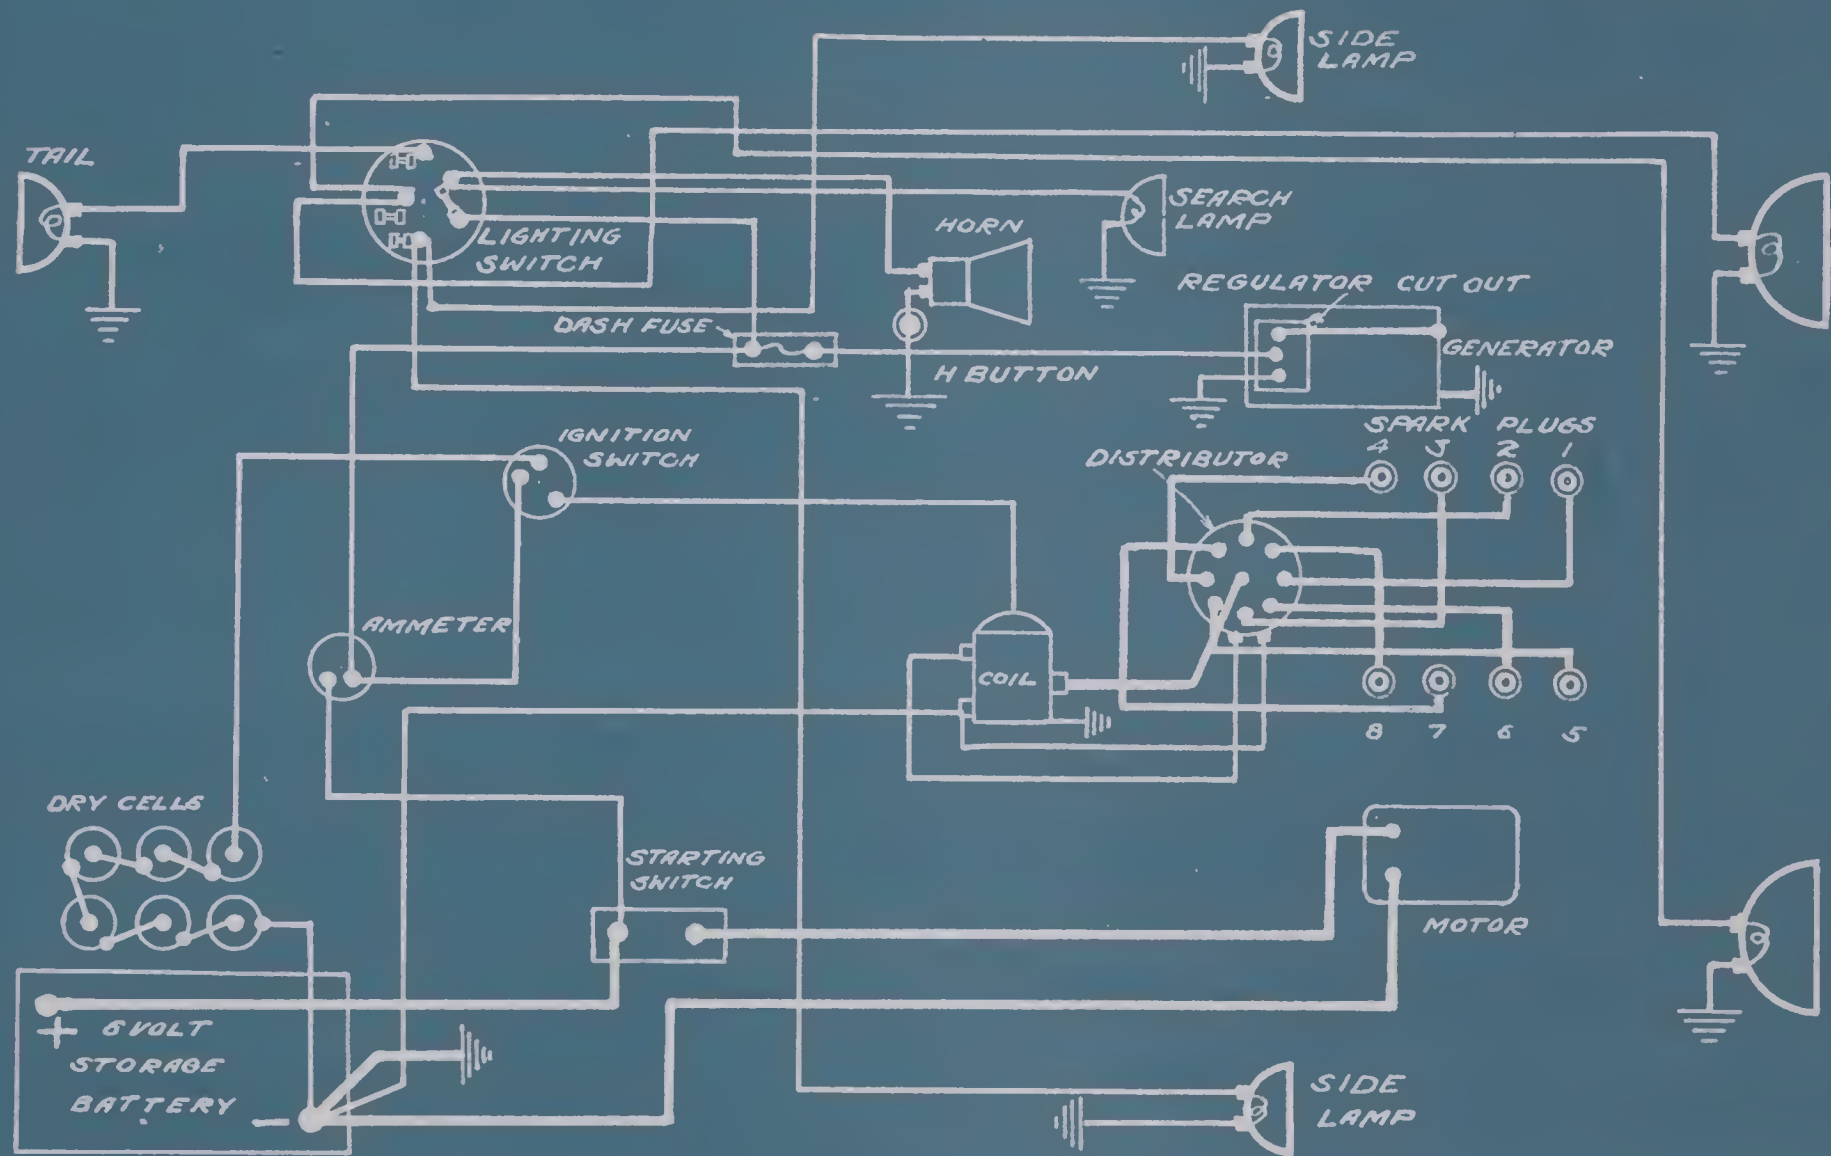 SIDE
LAMP
TAIL
SEARCH
LAMP
HORN
LIGHTING
SWITCH
REGULATOR CUT OUT
DASH FUSE
GENERATOR
H BUTTON
SPARK PLUGS
4 3 2 1
IGNITION
SWITCH
DISTRIBUTOR
AMMETER
COIL
8 7 6 5
DRY CELLS
STARTING
SWITCH
MOTOR
+ 6 VOLT
STORAGE
BATTERY -
SIDE
LAMP